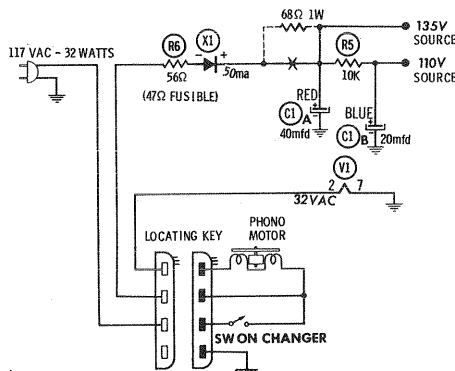 68Ω 1W
135V
SOURCE
117 VAC - 32 WATTS
R6
X1
R5
110V
SOURCE
56Ω
50ma
10K
(47Ω FUSIBLE)
RED
C1 A
40mfd
BLUE
C1 B
20mfd
V1
2 7
32VAC
LOCATING KEY
PHONO
MOTOR
SW ON CHANGER